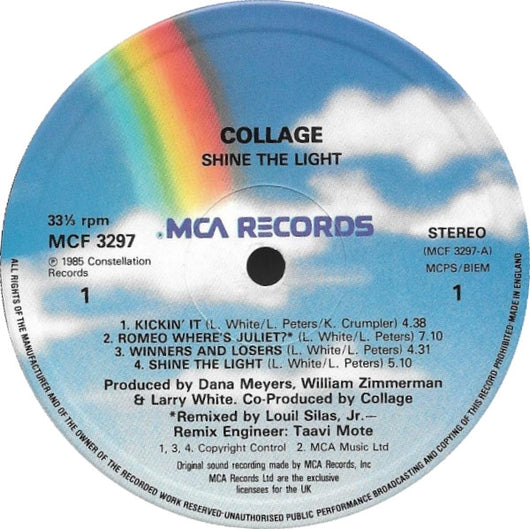 COLLAGE
SHINE THE LIGHT
33⅓ rpm
MCF 3297
℗ 1985 Constellation
Records
1
MCA RECORDS
STEREO
(MCF 3297-A)
MCPS/BIEM
1
1. KICKIN' IT (L. White/L. Peters/K. Crumpler) 4.38
2. ROMEO WHERE'S JULIET?* (L. White/L. Peters) 7.10
3. WINNERS AND LOSERS (L. White/L. Peters) 4.31
4. SHINE THE LIGHT (L. White/L. Peters) 5.10
Produced by Dana Meyers, William Zimmerman
& Larry White. Co-Produced by Collage
*Remixed by Louil Silas, Jr.—
Remix Engineer: Taavi Mote
1, 3, 4. Copyright Control 2. MCA Music Ltd
Original sound recording made by MCA Records, Inc
MCA Records Ltd are the exclusive
licensees for the UK
ALL RIGHTS OF THE MANUFACTURER AND OF THE OWNER OF THE RECORDED WORK RESERVED·UNAUTHORISED PUBLIC PERFORMANCE BROADCASTING AND COPYING OF THIS RECORD PROHIBITED·MADE IN ENGLAND